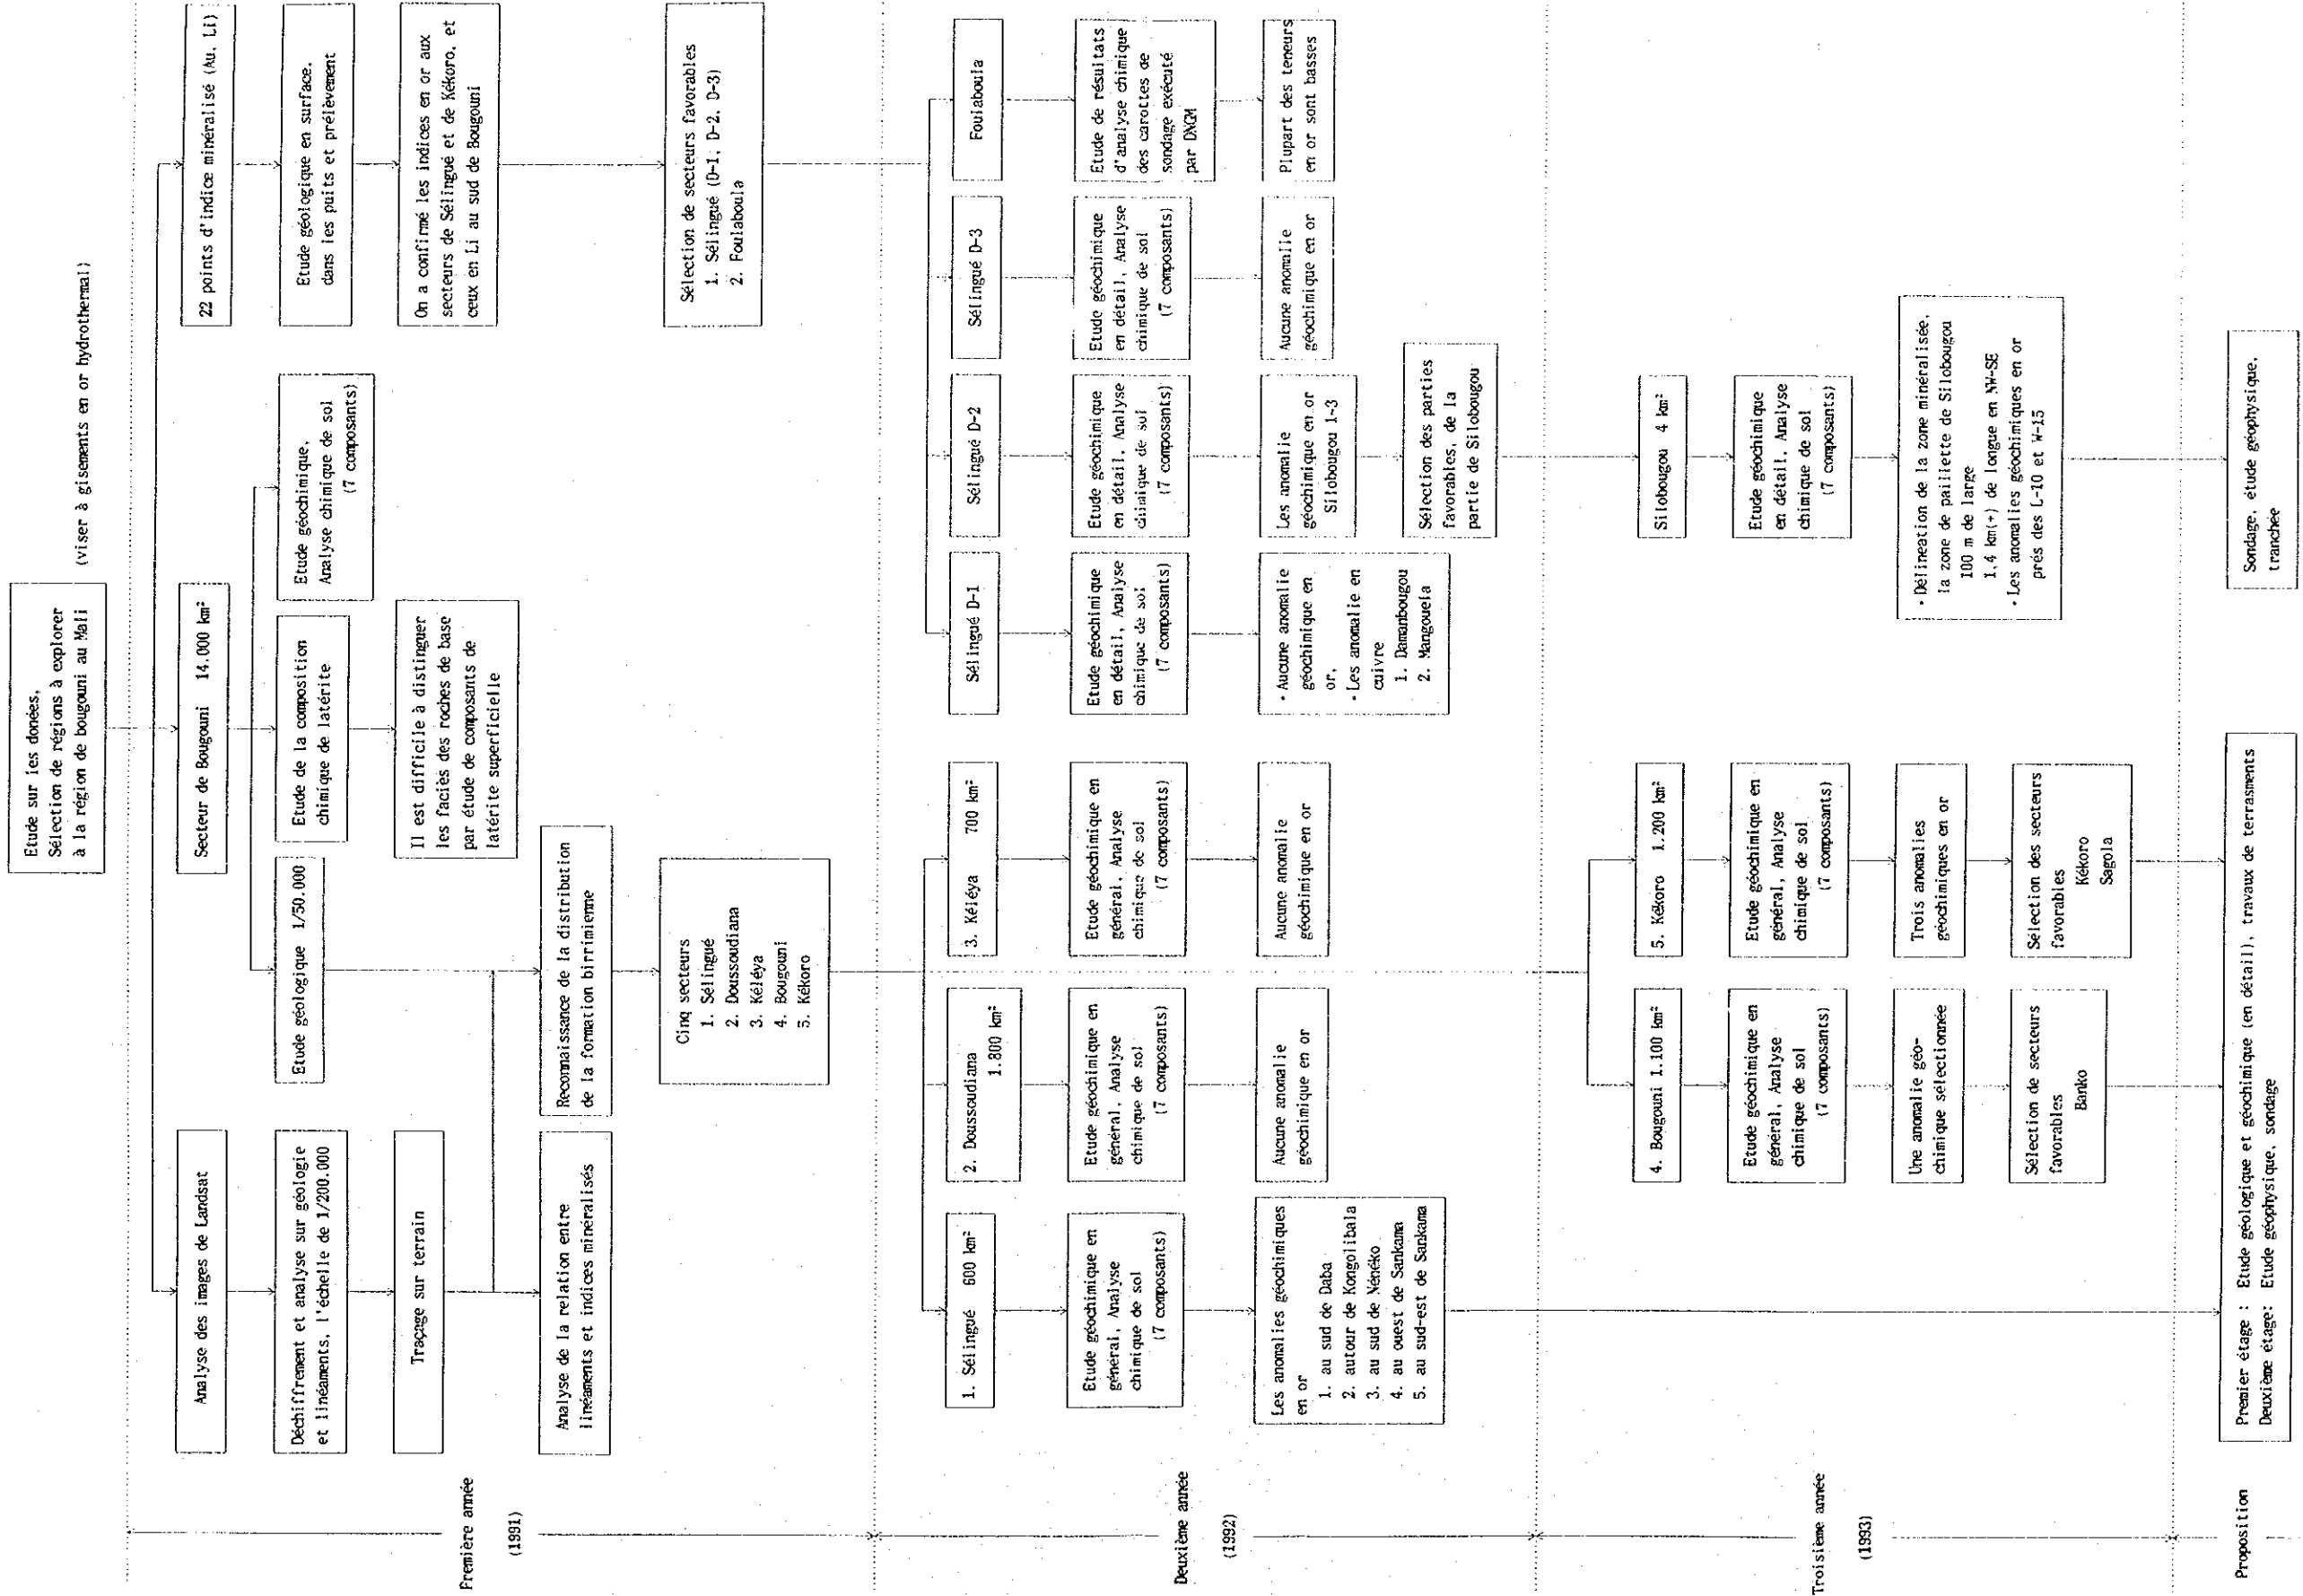 Etude sur les donées,
Sélection de régions à explorer
à la région de bougouni au Mali
(viser à gisements en or hydrothermal)
Première année
(1991)
Analyse des images de Landsat
Secteur de Bougouni 14.000 km²
22 points d'indice minéralisé (Au. Li)
Déchiffrement et analyse sur géologie
et linéaments, l'échelle de 1/200.000
Etude géologique 1/50.000
Etude de la composition
chimique de latérite
Etude géochimique,
Analyse chimique de sol
(7 composants)
Etude géologique en surface,
dans les puits et prélèvement
Traçage sur terrain
Il est difficile à distinguer
les faciès des roches de base
par étude de composants de
latérite superficielle
On a confirmé les indices en or aux
secteurs de Sélingué et de Kékoro, et
ceux en Li au sud de Bougouni
Analyse de la relation entre
linéaments et indices minéralisés
Reconnaissance de la distribution
de la formation birrimienne
Cinq secteurs
1. Sélingué
2. Doussoudiana
3. Kéléya
4. Bougouni
5. Kékoro
Sélection de secteurs favorables
1. Sélingué (D-1, D-2, D-3)
2. Foulaboula
Deuxième année
(1992)
1. Sélingué 600 km²
2. Doussoudiana
1.800 km²
3. Kéléya 700 km²
Sélingué D-1
Sélingué D-2
Sélingué D-3
Foulaboula
Etude géochimique en
général, Analyse
chimique de sol
(7 composants)
Etude géochimique en
général, Analyse
chimique de sol
(7 composants)
Etude géochimique en
général, Analyse
chimique de sol
(7 composants)
Etude géochimique
en détail, Analyse
chimique de sol
(7 composants)
Etude géochimique
en détail, Analyse
chimique de sol
(7 composants)
Etude géochimique
en détail, Analyse
chimique de sol
(7 composants)
Etude de résultats
d'analyse chimique
des carottes de
sondage exécuté
par DNGM
Les anomalies géochimiques
en or
1. au sud de Daba
2. autour de Kongolibala
3. au sud de Nénéko
4. au ouest de Sankama
5. au sud-est de Sankama
Aucune anomalie
géochimique en or
Aucune anomalie
géochimique en or
・Aucune anomalie
géochimique en
or,
・Les anomalie en
cuivre
1. Damanbougou
2. Mangouela
Les anomalie
géochimique en or
Silobougou 1-3
Aucune anomalie
géochimique en or
Plupart des teneurs
en or sont basses
Sélection des parties
favorables, de la
partie de Silobougou
Troisième année
(1993)
4. Bougouni 1.100 km²
5. Kékoro 1.200 km²
Silobougou 4 km²
Etude géochimique en
général, Analyse
chimique de sol
(7 composants)
Etude géochimique en
général, Analyse
chimique de sol
(7 composants)
Etude géochimique
en détail, Analyse
chimique de sol
(7 composants)
Une anomalie géo-
chimique sélectionnée
Trois anomalies
géochimiques en or
・Délineation de la zone minéralisée,
la zone de paillette de Silobougou
100 m de large
1,4 km(+) de longue en NW-SE
・Les anomalies géochimiques en or
près des L-10 et W-15
Sélection de secteurs
favorables
Banko
Sélection des secteurs
favorables
Kékoro
Sagola
Proposition
Premier étage : Etude géologique et géochimique (en détail), travaux de terrasments
Deuxième étage: Etude géophysique, sondage
Sondage, étude géophysique,
tranchée